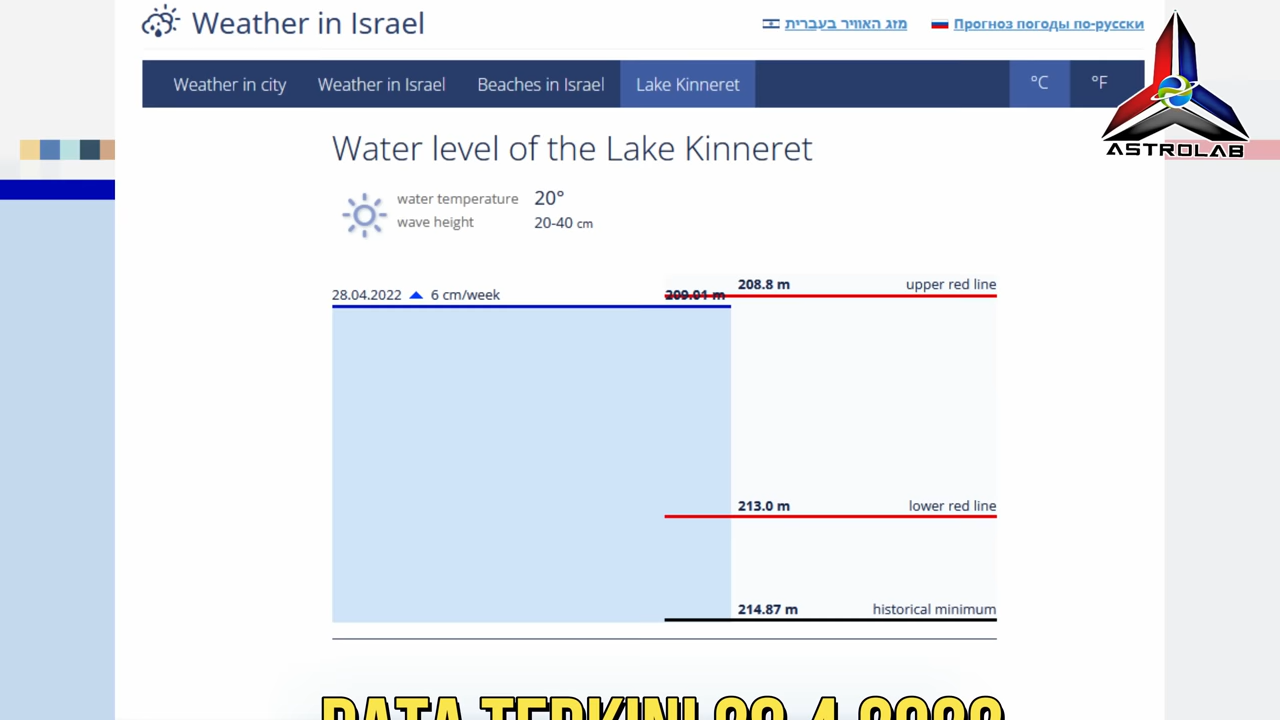 Weather in Israel
מזג האוויר בעברית
Прогноз погоды по-русски
Weather in city
Weather in Israel
Beaches in Israel
Lake Kinneret
°C
°F
ASTROLAB
Water level of the Lake Kinneret
water temperature 20°
wave height 20-40 cm
28.04.2022 6 cm/week
209.01 m
208.8 m upper red line
213.0 m lower red line
214.87 m historical minimum
DATA TERKINI